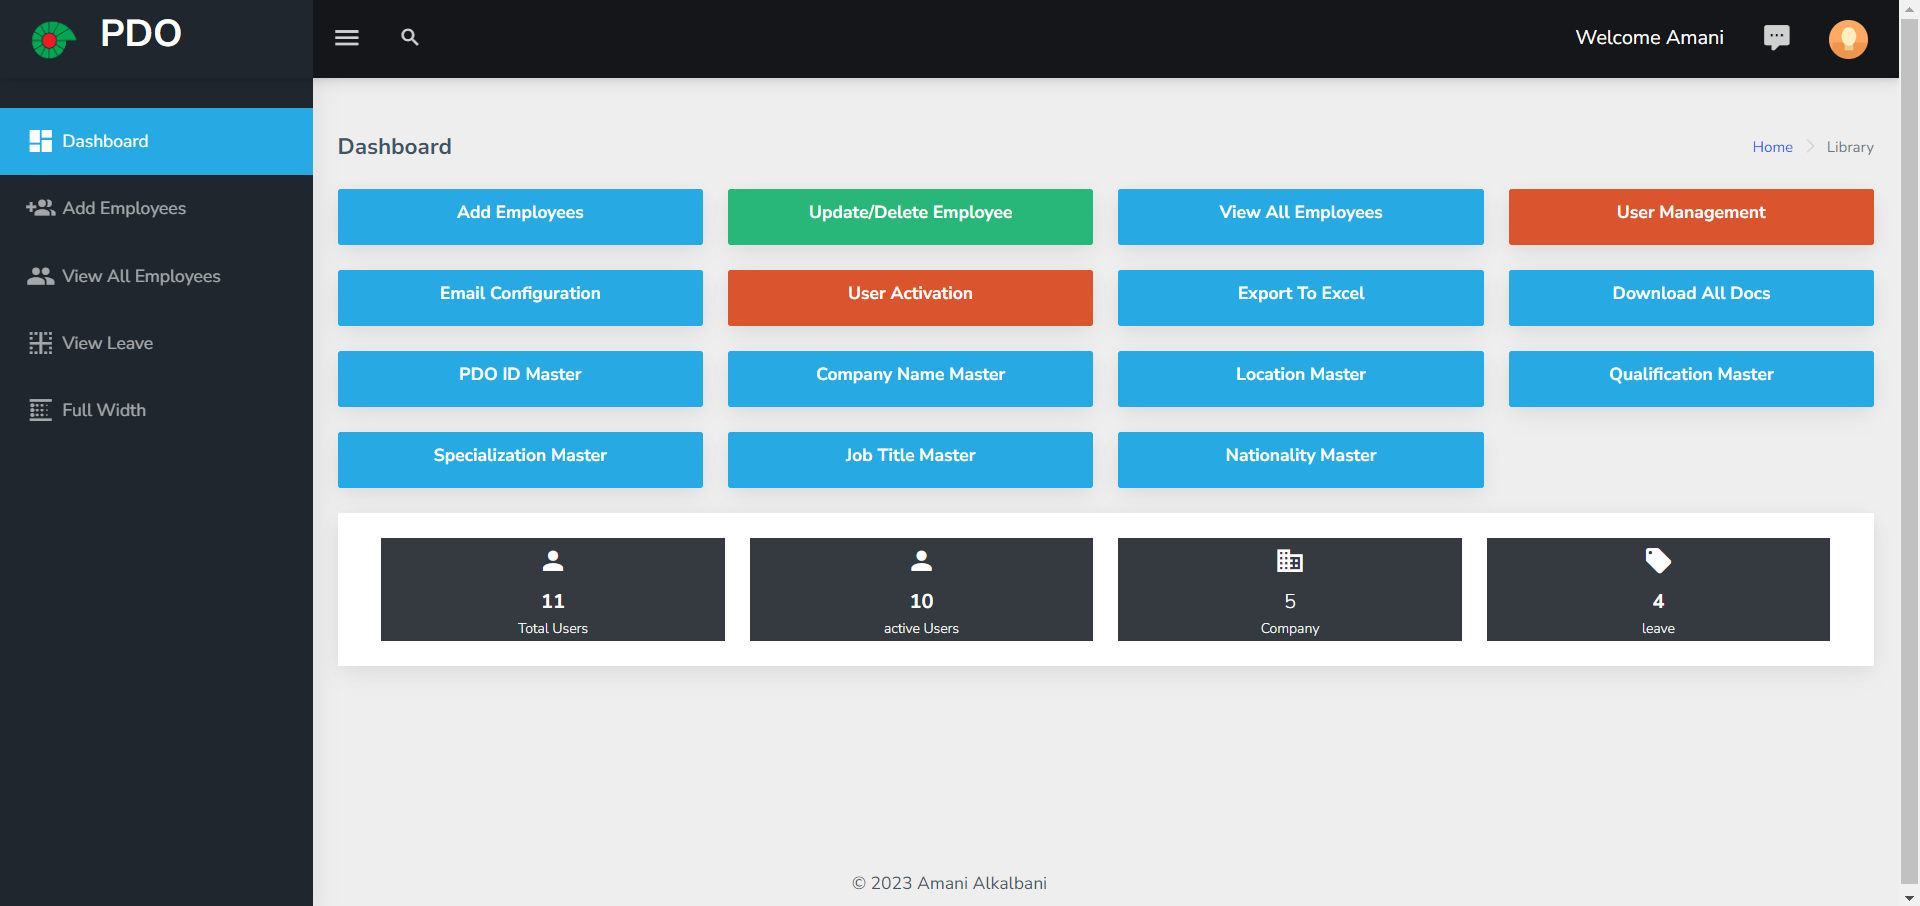 PDO
Welcome Amani
Dashboard
Add Employees
View All Employees
View Leave
Full Width
Dashboard
Home
Library
Add Employees
Update/Delete Employee
View All Employees
User Management
Email Configuration
User Activation
Export To Excel
Download All Docs
PDO ID Master
Company Name Master
Location Master
Qualification Master
Specialization Master
Job Title Master
Nationality Master
11
Total Users
10
active Users
5
Company
4
leave
© 2023 Amani Alkalbani